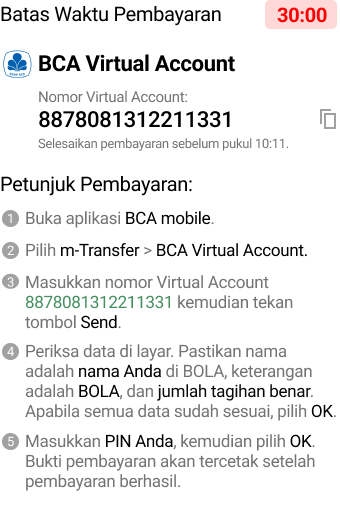 Batas Waktu Pembayaran 30:00
BCA Virtual Account
Nomor Virtual Account:
8878081312211331
Selesaikan pembayaran sebelum pukul 10:11.
Petunjuk Pembayaran:
1 Buka aplikasi BCA mobile.
2 Pilih m-Transfer > BCA Virtual Account.
3 Masukkan nomor Virtual Account
8878081312211331 kemudian tekan
tombol Send.
4 Periksa data di layar. Pastikan nama
adalah nama Anda di BOLA, keterangan
adalah BOLA, dan jumlah tagihan benar.
Apabila semua data sudah sesuai, pilih OK.
5 Masukkan PIN Anda, kemudian pilih OK.
Bukti pembayaran akan tercetak setelah
pembayaran berhasil.